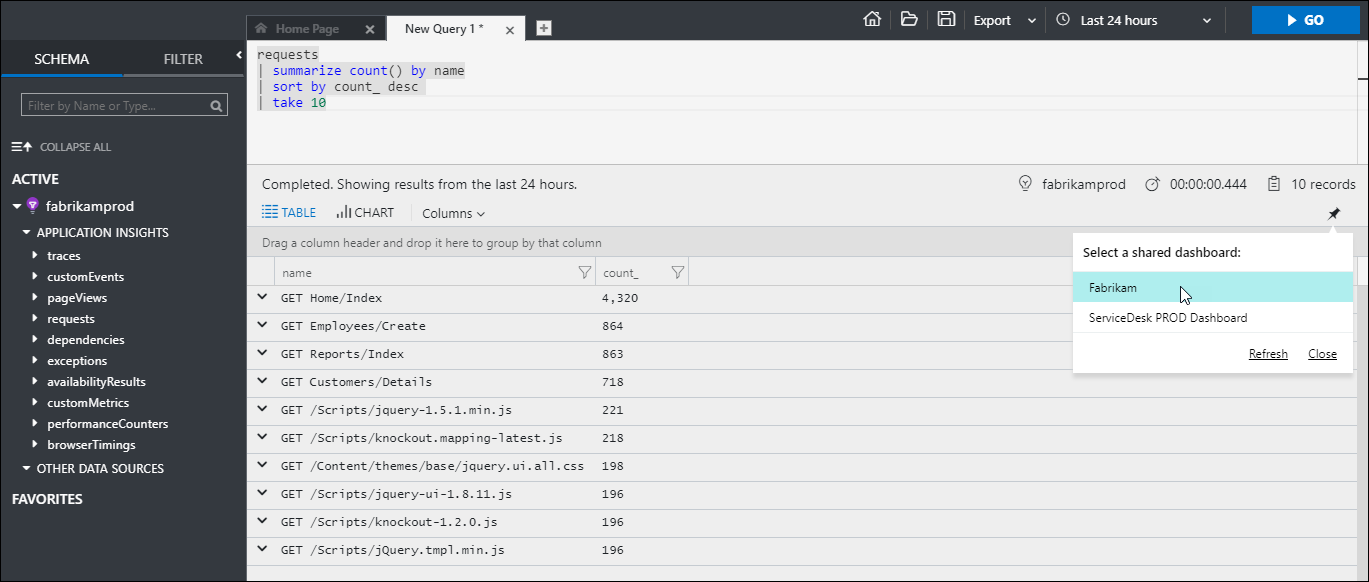 Home Page
New Query 1 *
Export
Last 24 hours
GO
SCHEMA
FILTER
Filter by Name or Type...
COLLAPSE ALL
ACTIVE
fabrikamprod
APPLICATION INSIGHTS
traces
customEvents
pageViews
requests
dependencies
exceptions
availabilityResults
customMetrics
performanceCounters
browserTimings
OTHER DATA SOURCES
FAVORITES
requests
| summarize count() by name
| sort by count_ desc
| take 10
Completed. Showing results from the last 24 hours.
fabrikamprod
00:00:00.444
10 records
TABLE
CHART
Columns
Drag a column header and drop it here to group by that column
name count_
GET Home/Index 4,320
GET Employees/Create 864
GET Reports/Index 863
GET Customers/Details 718
GET /Scripts/jquery-1.5.1.min.js 221
GET /Scripts/knockout.mapping-latest.js 218
GET /Content/themes/base/jquery.ui.all.css 198
GET /Scripts/jquery-ui-1.8.11.js 196
GET /Scripts/knockout-1.2.0.js 196
GET /Scripts/jQuery.tmpl.min.js 196
Select a shared dashboard:
Fabrikam
ServiceDesk PROD Dashboard
Refresh Close